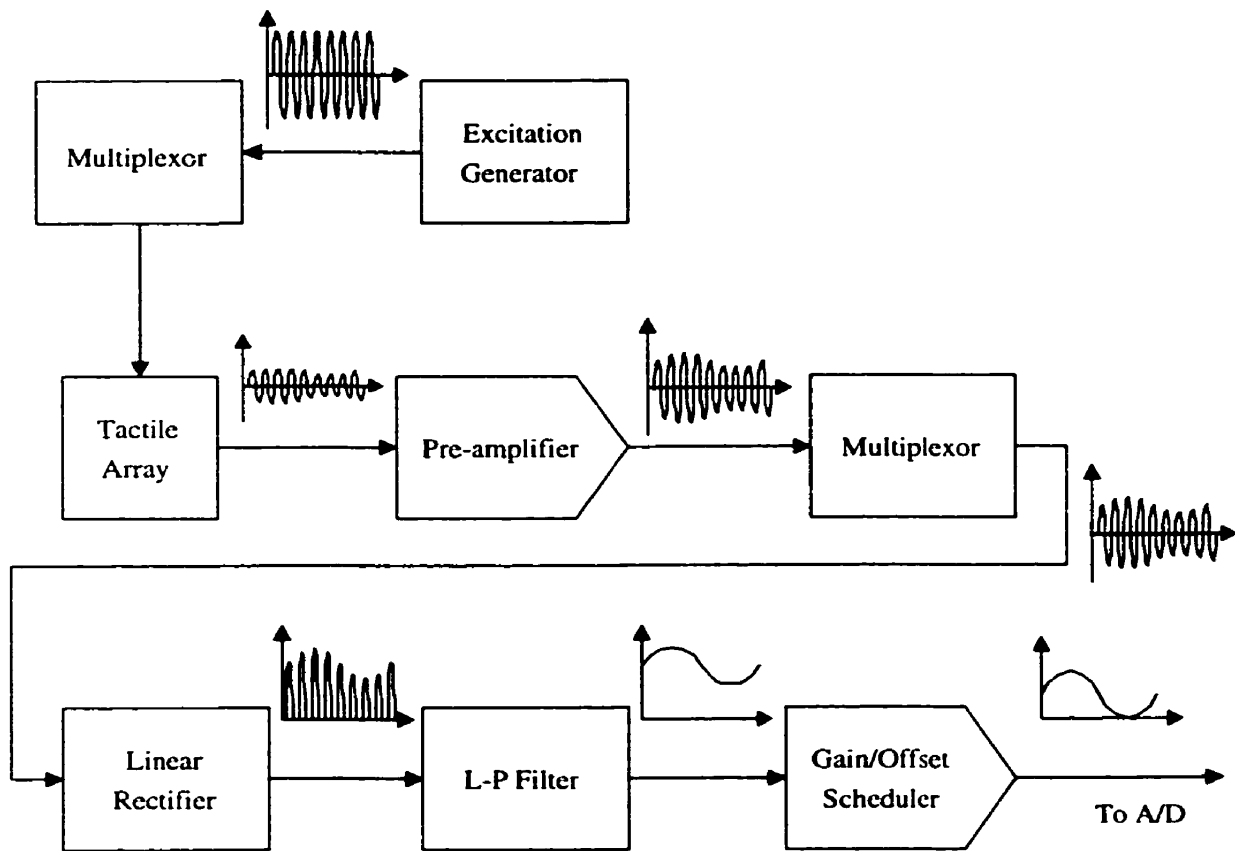 Multiplexor
Excitation
Generator
Tactile
Array
Pre-amplifier
Multiplexor
Linear
Rectifier
L-P Filter
Gain/Offset
Scheduler
To A/D